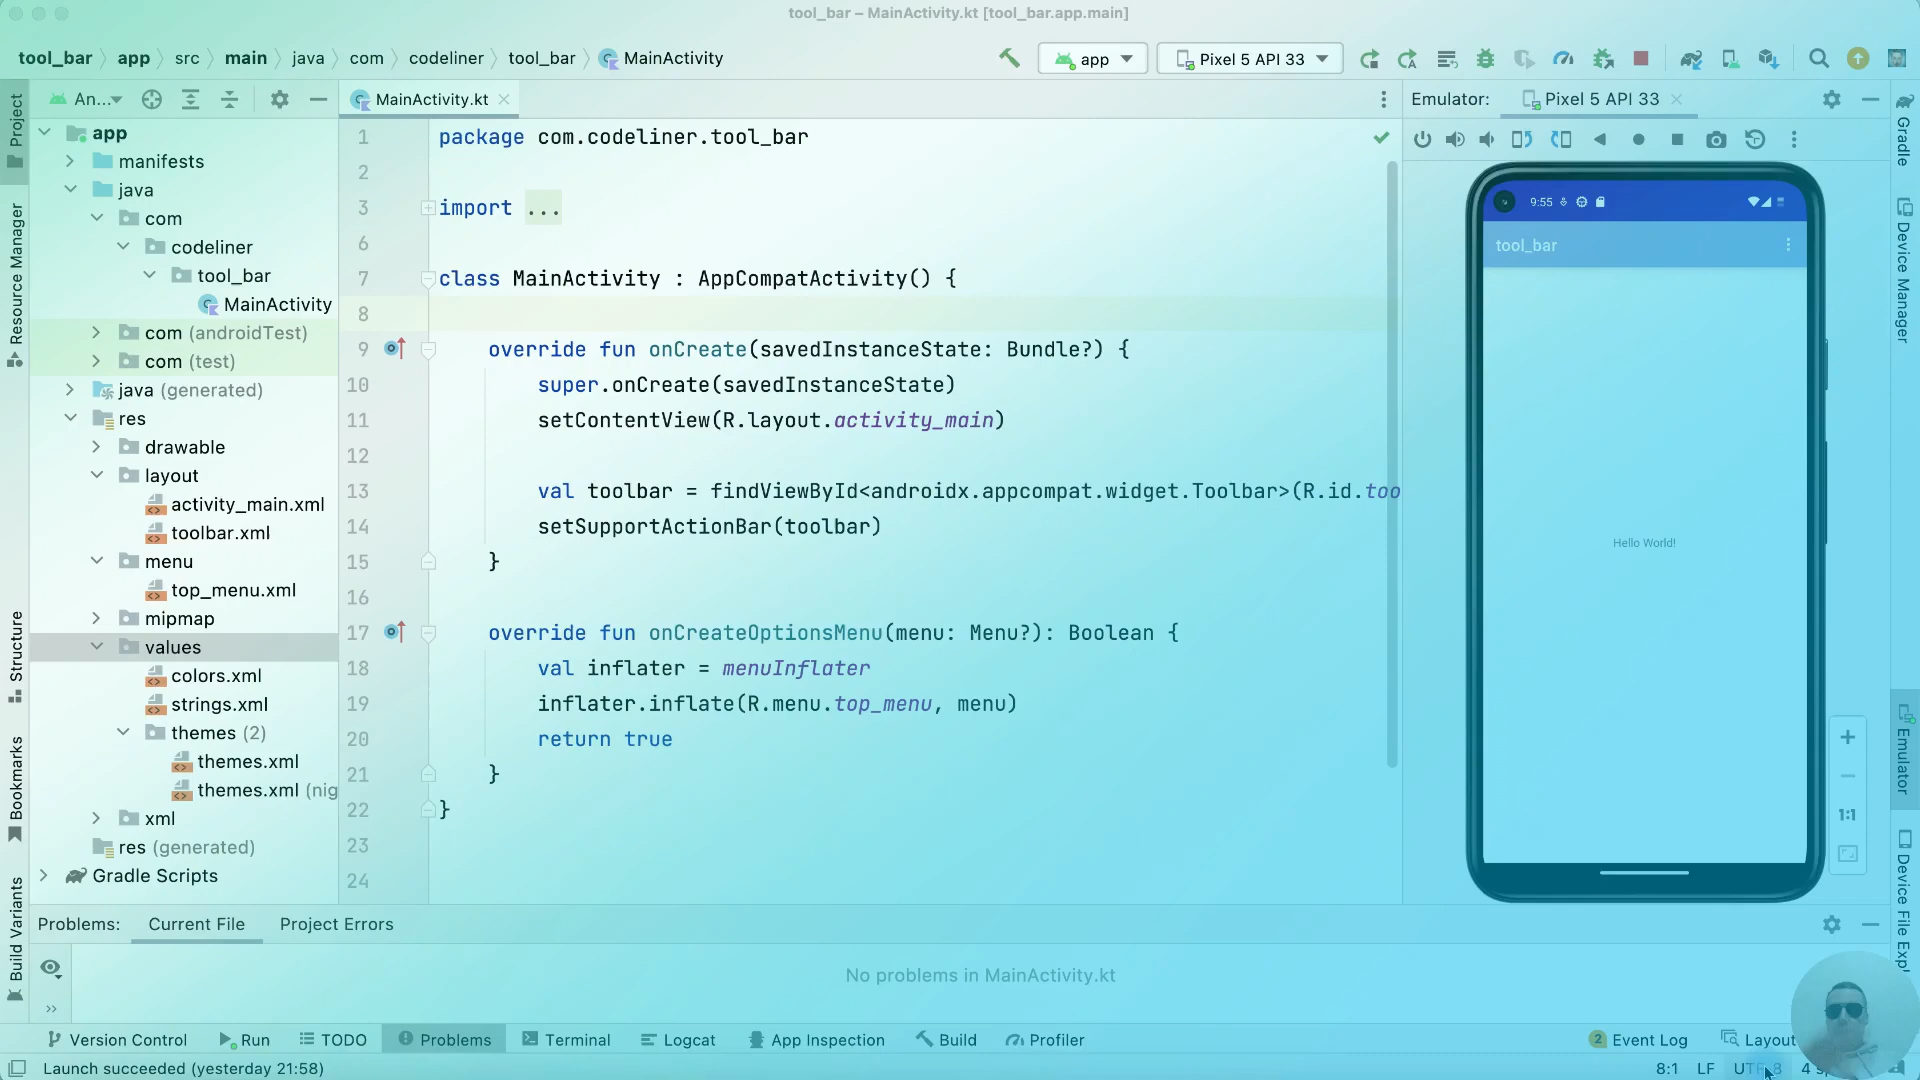 tool_bar – MainActivity.kt [tool_bar.app.main]
tool_bar app src main java com codeliner tool_bar MainActivity
app Pixel 5 API 33
An...
MainActivity.kt
Emulator: Pixel 5 API 33
Project
Resource Manager
Structure
Bookmarks
Build Variants
app
manifests
java
com
codeliner
tool_bar
MainActivity
com (androidTest)
com (test)
java (generated)
res
drawable
layout
activity_main.xml
toolbar.xml
menu
top_menu.xml
mipmap
values
colors.xml
strings.xml
themes (2)
themes.xml
themes.xml (nig
xml
res (generated)
Gradle Scripts
1 package com.codeliner.tool_bar
2
3 import ...
6
7 class MainActivity : AppCompatActivity() {
8
9 override fun onCreate(savedInstanceState: Bundle?) {
10 super.onCreate(savedInstanceState)
11 setContentView(R.layout.activity_main)
12
13 val toolbar = findViewById<androidx.appcompat.widget.Toolbar>(R.id.too
14 setSupportActionBar(toolbar)
15 }
16
17 override fun onCreateOptionsMenu(menu: Menu?): Boolean {
18 val inflater = menuInflater
19 inflater.inflate(R.menu.top_menu, menu)
20 return true
21 }
22 }
23
24
9:55
tool_bar
Hello World!
1:1
Gradle
Device Manager
Emulator
Device File Exp
Problems: Current File Project Errors
No problems in MainActivity.kt
Version Control Run TODO Problems Terminal Logcat App Inspection Build Profiler
2 Event Log Layout
Launch succeeded (yesterday 21:58)
8:1 LF UTF-8 4